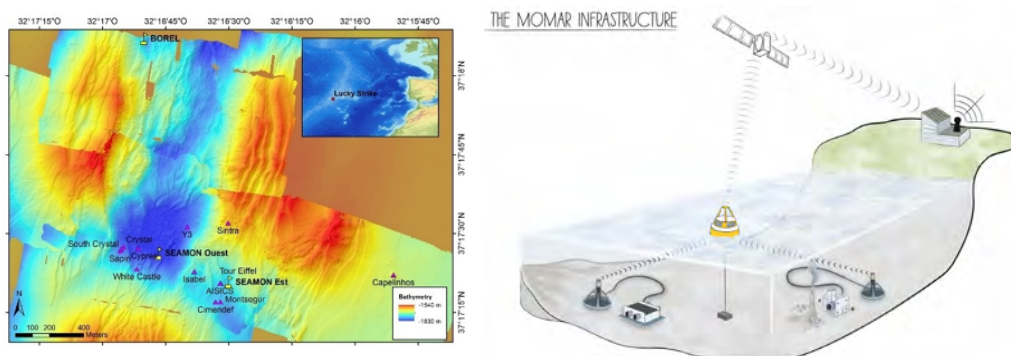 32°17'15"O
32°17'0"O
32°16'45"O
32°16'30"O
32°16'15"O
32°16'0"O
32°15'45"O
BOREL
Lucky Strike
37°18'N
37°17'45"N
37°17'30"N
37°17'15"N
Y3
Sintra
South Crystal
Crystal
Sapin
Cypres
SEAMON Ouest
White Castle
Isabel
Tour Eiffel
SEAMON Est
AISICS
Montsegur
Cimendef
Capelinhos
N
0 100 200 400
Meters
Bathymetry
-1540 m
-1830 m
THE MOMAR INFRASTRUCTURE